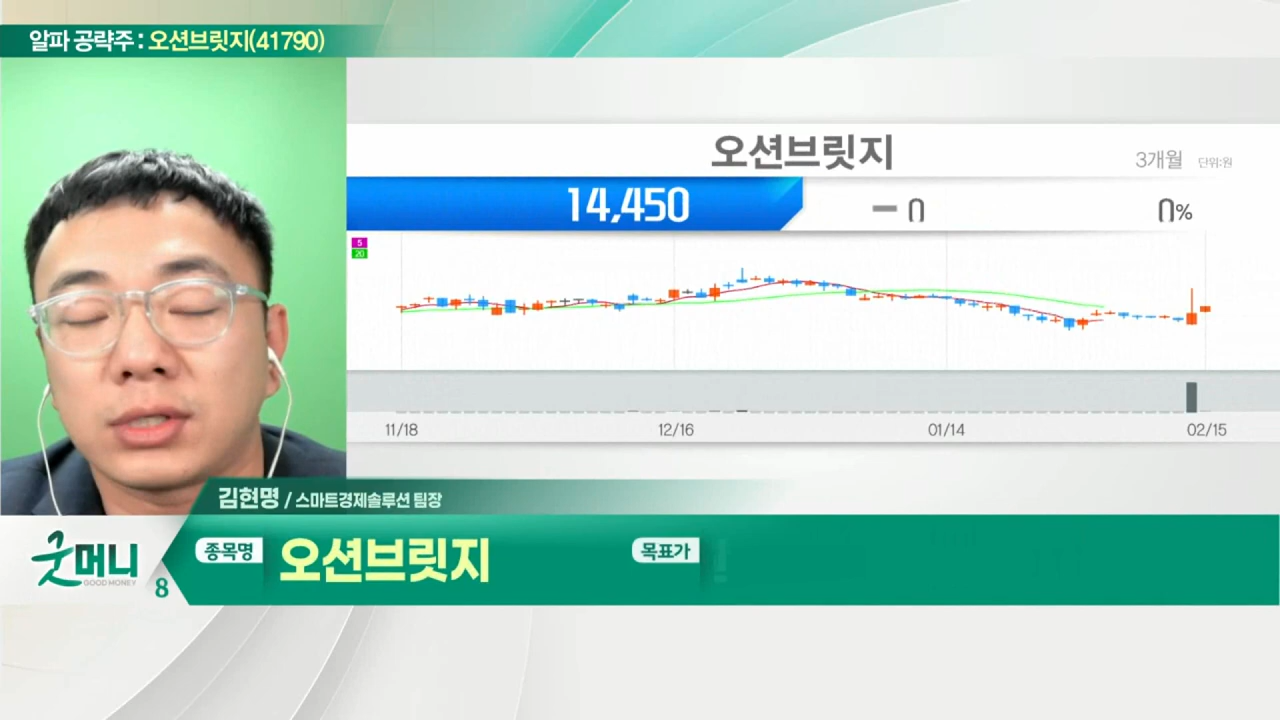 알파 공략주 : 오션브릿지(41790)
오션브릿지
3개월 단위:원
14,450 0 0%
5
20
11/18 12/16 01/14 02/15
김현명 / 스마트경제솔루션 팀장
굿머니
GOOD MONEY
8
종목명 오션브릿지 목표가